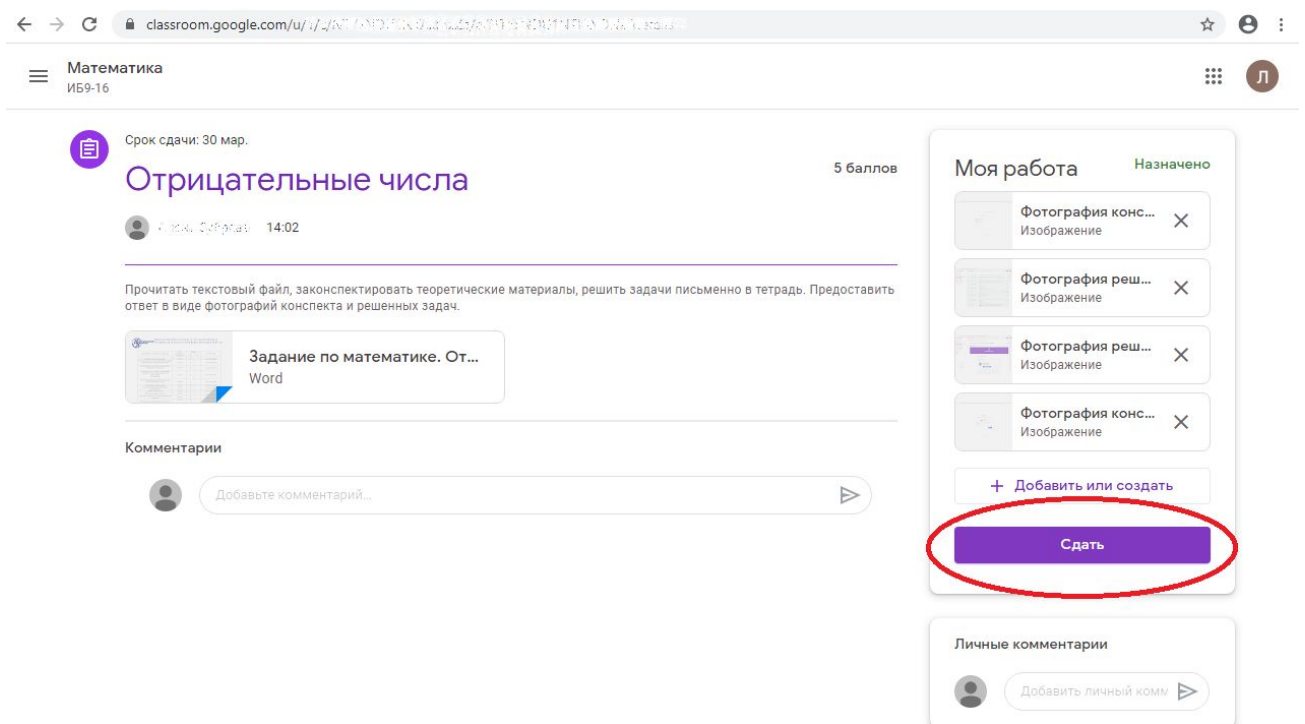 classroom.google.com/u/
Математика
ИБ9-16
Л
Срок сдачи: 30 мар.
Отрицательные числа
5 баллов
14:02
Прочитать текстовый файл, законспектировать теоретические материалы, решить задачи письменно в тетрадь. Предоставить
ответ в виде фотографий конспекта и решенных задач.
Задание по математике. От...
Word
Комментарии
Добавьте комментарий...
Моя работа
Назначено
Фотография конс...
Изображение
Фотография реш...
Изображение
Фотография реш...
Изображение
Фотография конс...
Изображение
+ Добавить или создать
Сдать
Личные комментарии
Добавить личный комм